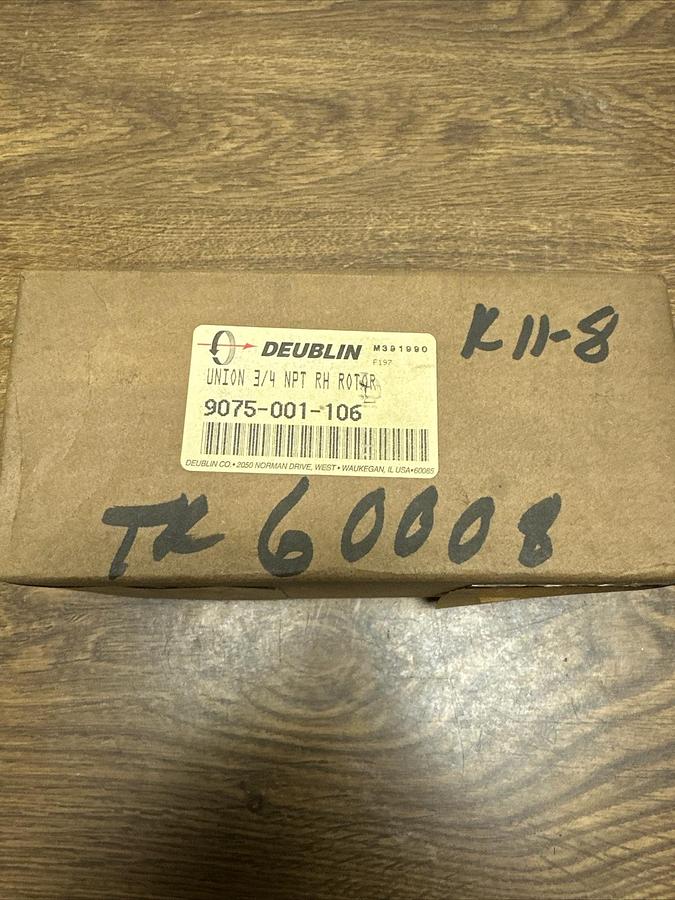 DEUBLIN M391990
F197
UNION 3/4 NPT RH ROTOR
9075-001-106
DEUBLIN CO.•2050 NORMAN DRIVE, WEST•WAUKEGAN, IL USA•60085
K 11-8
TK 60008